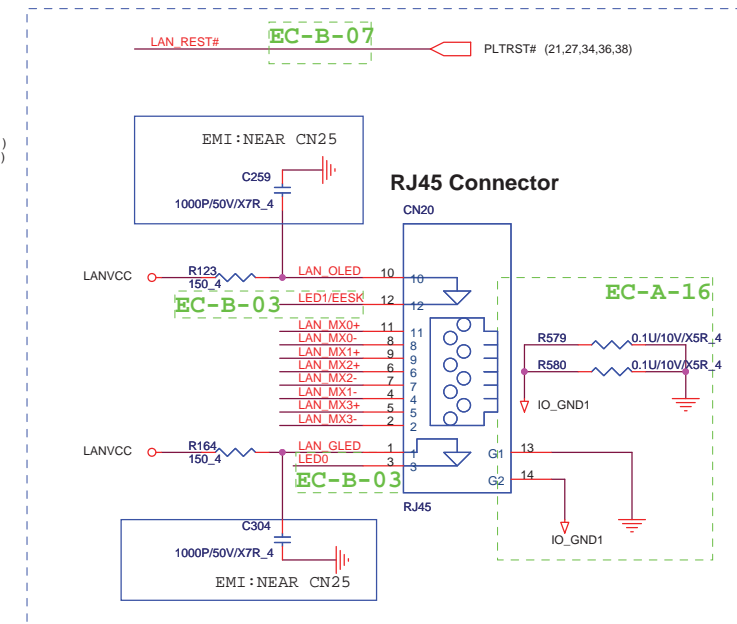 LAN_REST#
EC-B-07
PLTRST# (21,27,34,36,38)
)
)
EMI:NEAR CN25
C259
1000P/50V/X7R_4
RJ45 Connector
CN20
LANVCC
R123
150_4
LAN_OLED 10 10
EC-B-03
LED1/EESK 12 12
LAN_MX0+ 11 11
LAN_MX0- 8 8
LAN_MX1+ 9 9
LAN_MX2+ 6 6
LAN_MX2- 7 7
LAN_MX1- 4 4
LAN_MX3+ 5 5
LAN_MX3- 2 2
EC-A-16
R579 0.1U/10V/X5R_4
R580 0.1U/10V/X5R_4
IO_GND1
LANVCC
R164
150_4
LAN_GLED 1 1
LED0 3 3
EC-B-03
G1 13
G2 14
RJ45
IO_GND1
C304
1000P/50V/X7R_4
EMI:NEAR CN25